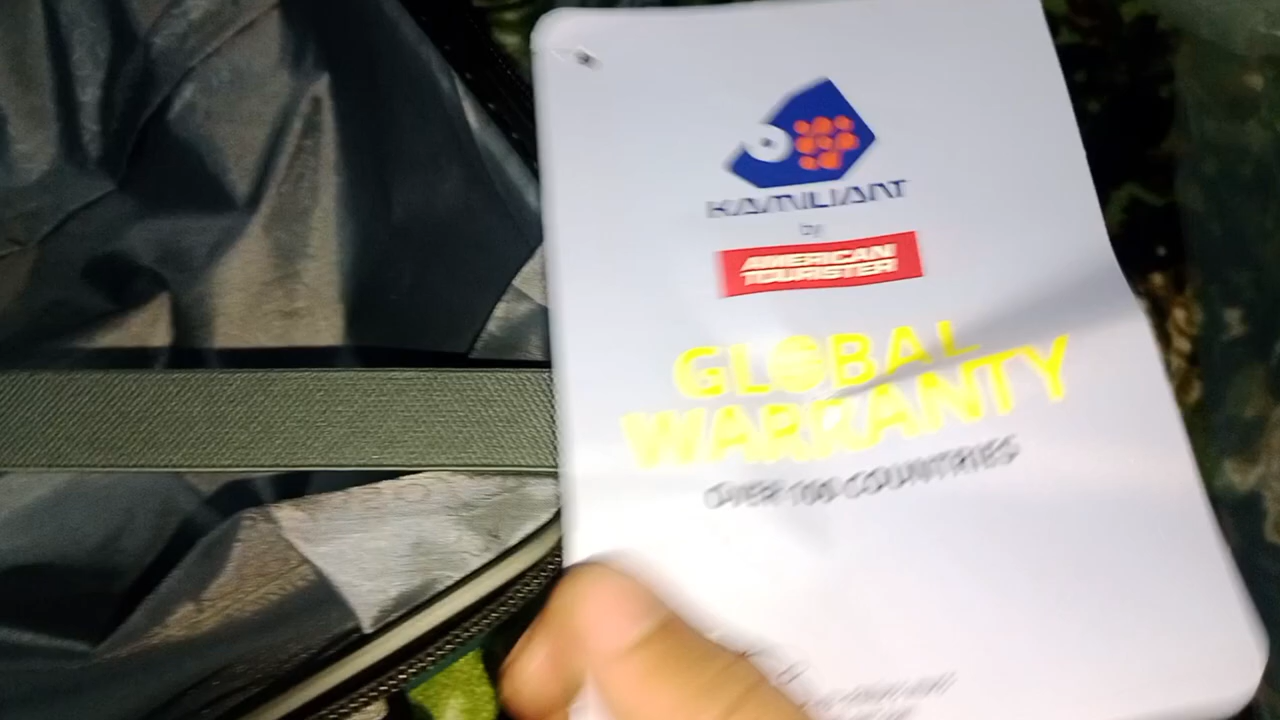 KAMILIANT
by
AMERICAN
TOURISTER
GLOBAL
WARRANTY
OVER 100 COUNTRIES